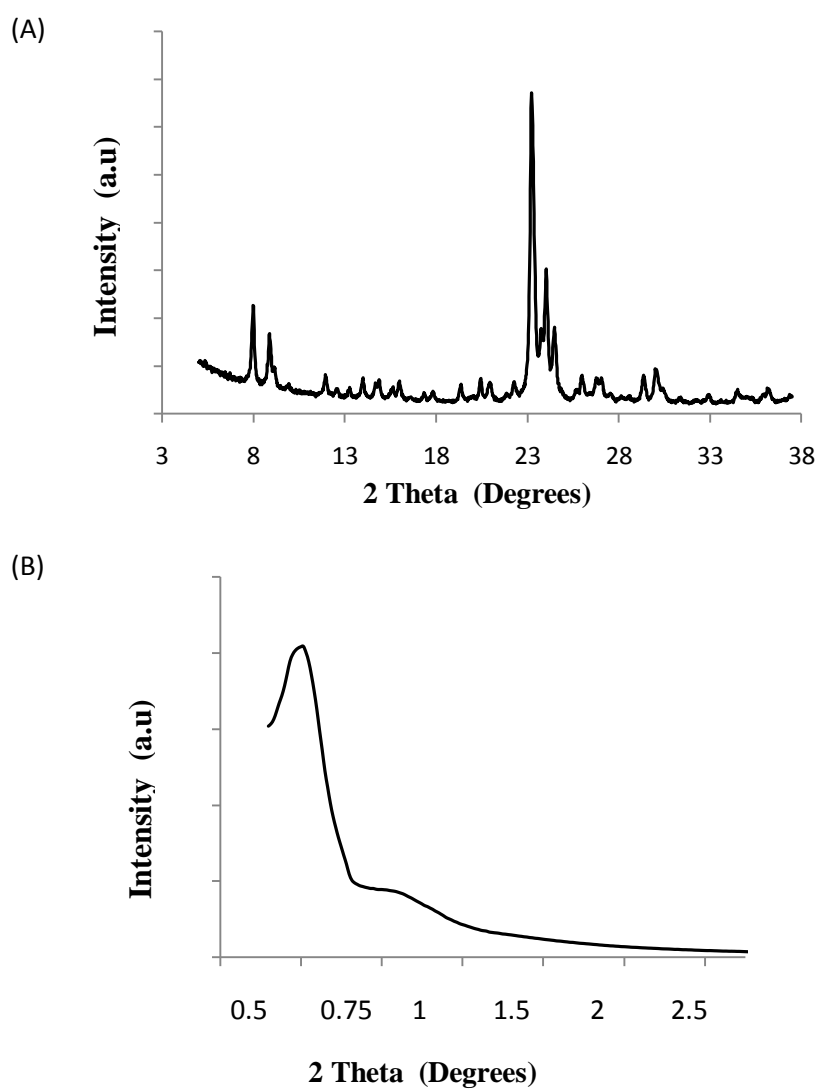 (A)
Intensity (a.u)
3 8 13 18 23 28 33 38
2 Theta (Degrees)
(B)
Intensity (a.u)
0.5 0.75 1 1.5 2 2.5
2 Theta (Degrees)